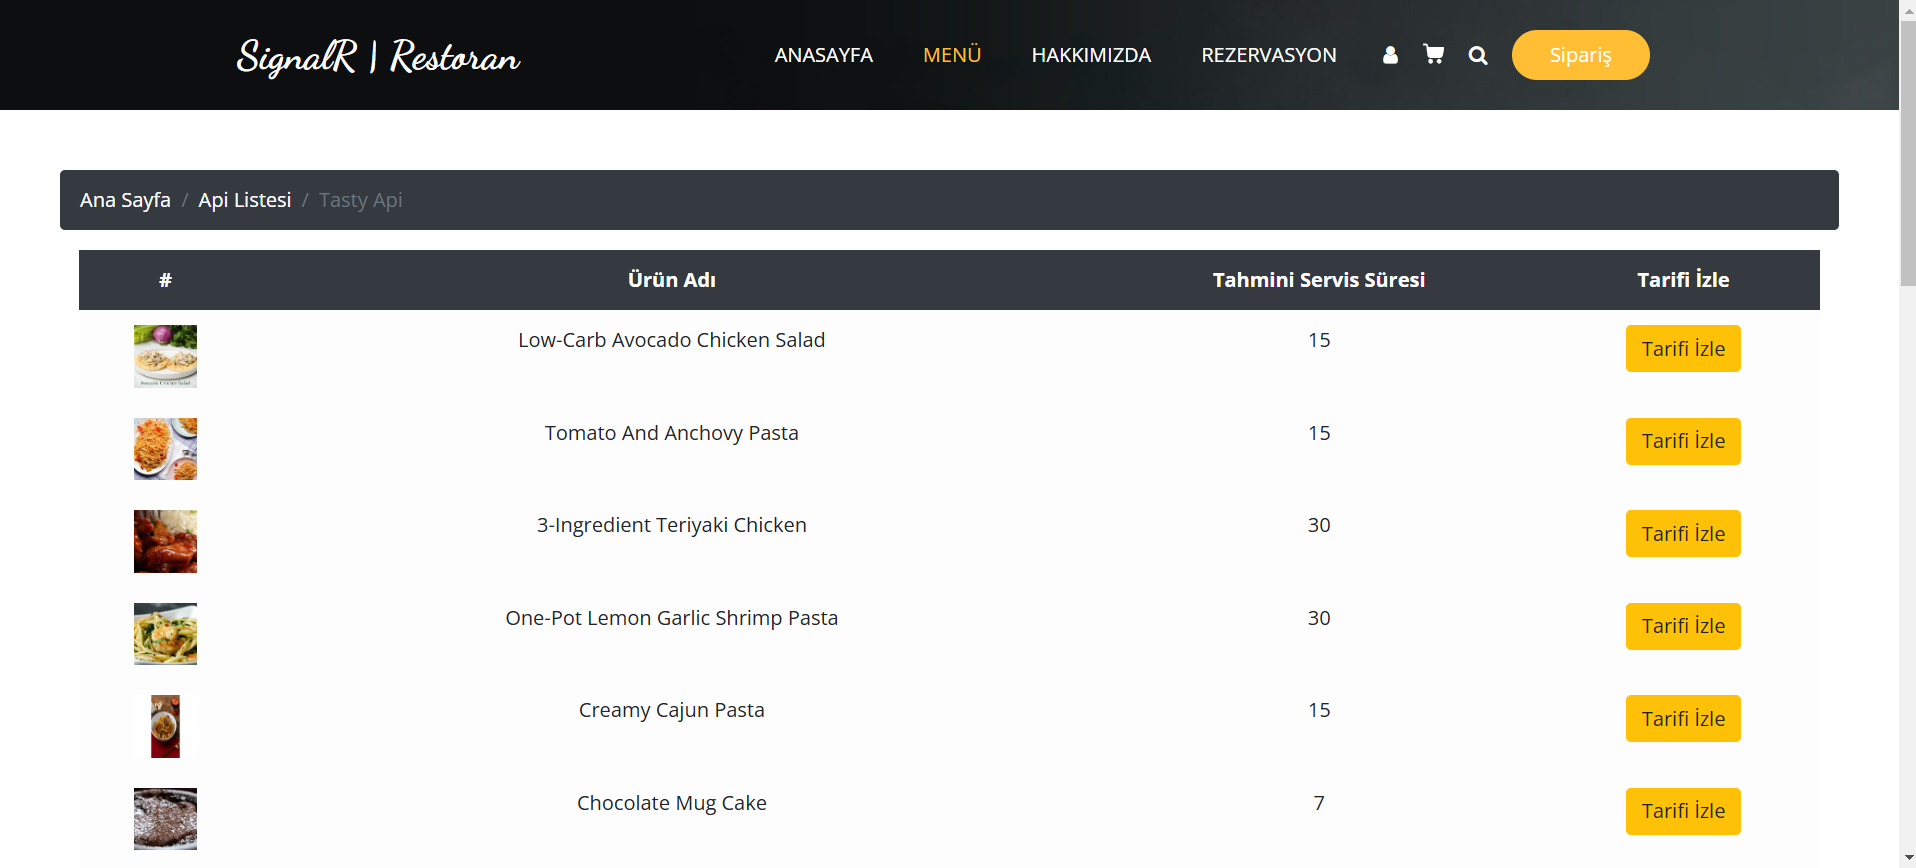 SignalR | Restoran
ANASAYFA MENÜ HAKKIMIZDA REZERVASYON Sipariş
Ana Sayfa / Api Listesi / Tasty Api
# Ürün Adı Tahmini Servis Süresi Tarifi İzle
Low-Carb Avocado Chicken Salad 15 Tarifi İzle
Tomato And Anchovy Pasta 15 Tarifi İzle
3-Ingredient Teriyaki Chicken 30 Tarifi İzle
One-Pot Lemon Garlic Shrimp Pasta 30 Tarifi İzle
Creamy Cajun Pasta 15 Tarifi İzle
Chocolate Mug Cake 7 Tarifi İzle